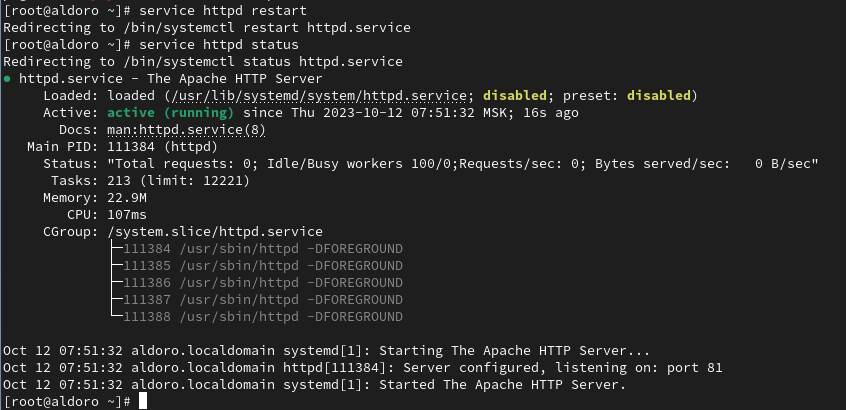 [root@aldoro ~]# service httpd restart
Redirecting to /bin/systemctl restart httpd.service
[root@aldoro ~]# service httpd status
Redirecting to /bin/systemctl status httpd.service
● httpd.service - The Apache HTTP Server
     Loaded: loaded (/usr/lib/systemd/system/httpd.service; disabled; preset: disabled)
     Active: active (running) since Thu 2023-10-12 07:51:32 MSK; 16s ago
       Docs: man:httpd.service(8)
   Main PID: 111384 (httpd)
     Status: "Total requests: 0; Idle/Busy workers 100/0;Requests/sec: 0; Bytes served/sec:   0 B/sec"
      Tasks: 213 (limit: 12221)
     Memory: 22.9M
        CPU: 107ms
     CGroup: /system.slice/httpd.service
             ├─111384 /usr/sbin/httpd -DFOREGROUND
             ├─111385 /usr/sbin/httpd -DFOREGROUND
             ├─111386 /usr/sbin/httpd -DFOREGROUND
             ├─111387 /usr/sbin/httpd -DFOREGROUND
             └─111388 /usr/sbin/httpd -DFOREGROUND

Oct 12 07:51:32 aldoro.localdomain systemd[1]: Starting The Apache HTTP Server...
Oct 12 07:51:32 aldoro.localdomain httpd[111384]: Server configured, listening on: port 81
Oct 12 07:51:32 aldoro.localdomain systemd[1]: Started The Apache HTTP Server.
[root@aldoro ~]#